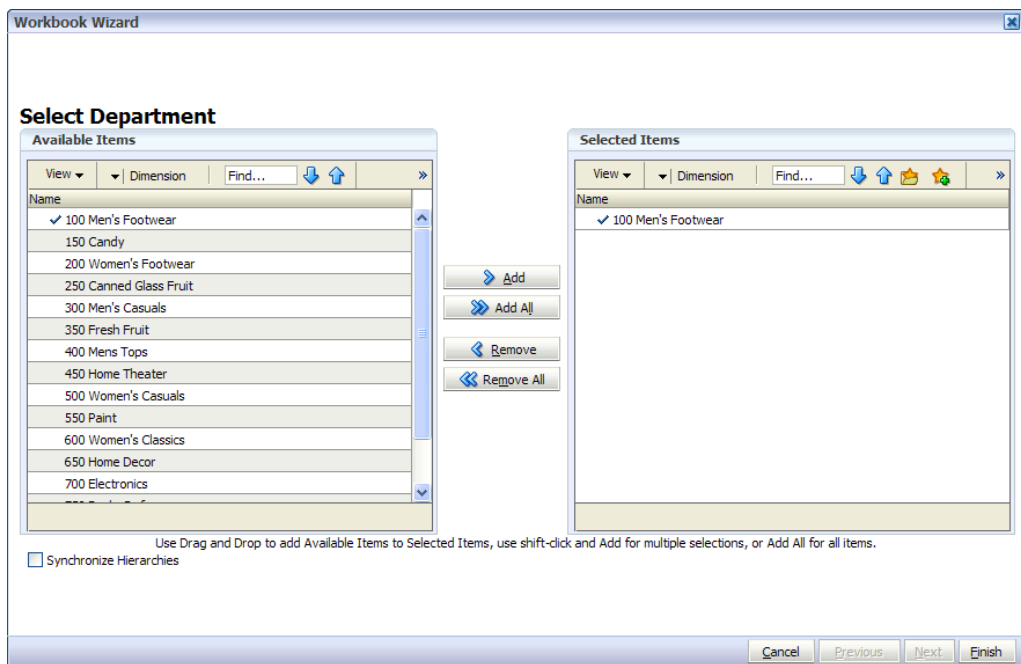 Workbook Wizard
Select Department
Available Items
View Dimension Find... »
Name
100 Men's Footwear
150 Candy
200 Women's Footwear
250 Canned Glass Fruit
300 Men's Casuals
350 Fresh Fruit
400 Mens Tops
450 Home Theater
500 Women's Casuals
550 Paint
600 Women's Classics
650 Home Decor
700 Electronics
Add
Add All
Remove
Remove All
Selected Items
View Dimension Find... »
Name
100 Men's Footwear
Use Drag and Drop to add Available Items to Selected Items, use shift-click and Add for multiple selections, or Add All for all items.
Synchronize Hierarchies
Cancel Previous Next Finish